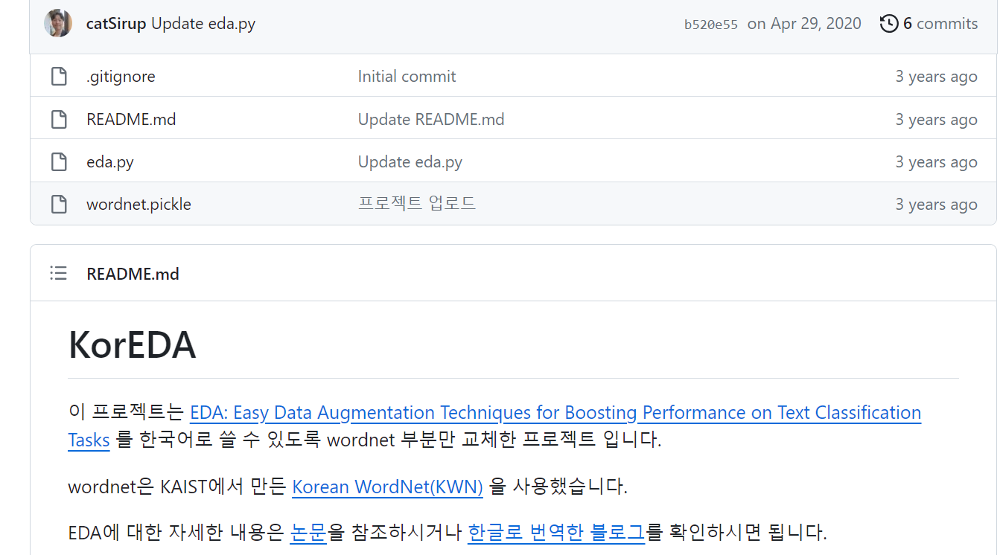 catSirup Update eda.py b520e55 on Apr 29, 2020 6 commits
.gitignore Initial commit 3 years ago
README.md Update README.md 3 years ago
eda.py Update eda.py 3 years ago
wordnet.pickle 프로젝트 업로드 3 years ago
README.md
KorEDA
이 프로젝트는 EDA: Easy Data Augmentation Techniques for Boosting Performance on Text Classification
Tasks 를 한국어로 쓸 수 있도록 wordnet 부분만 교체한 프로젝트 입니다.
wordnet은 KAIST에서 만든 Korean WordNet(KWN) 을 사용했습니다.
EDA에 대한 자세한 내용은 논문을 참조하시거나 한글로 번역한 블로그를 확인하시면 됩니다.